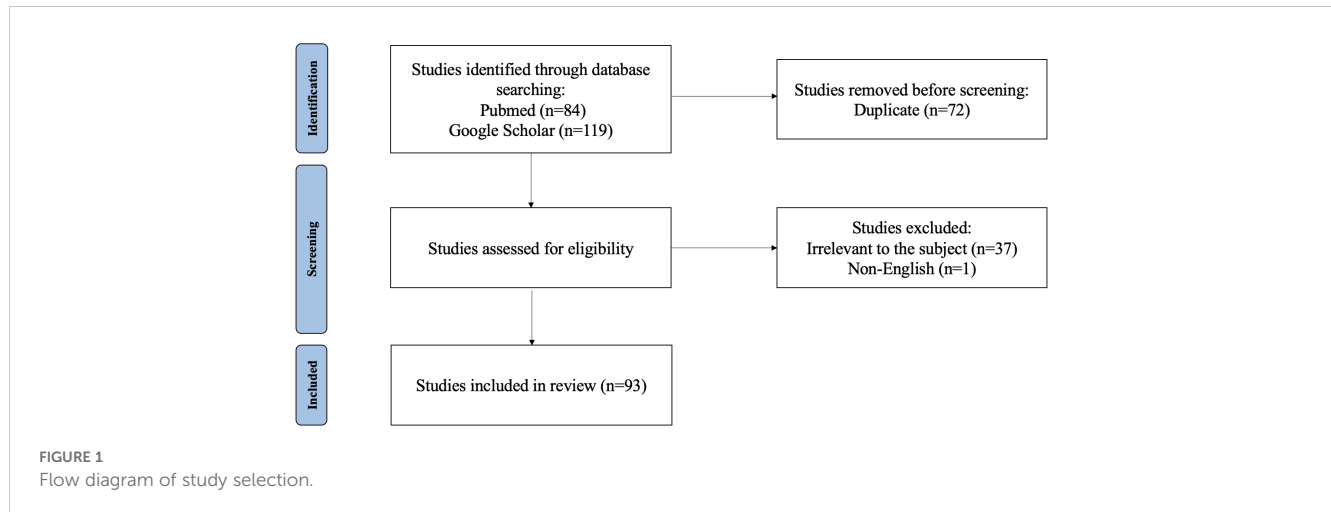 Identification
Studies identified through database
searching:
Pubmed (n=84)
Google Scholar (n=119)
Studies removed before screening:
Duplicate (n=72)
Screening
Studies assessed for eligibility
Studies excluded:
Irrelevant to the subject (n=37)
Non-English (n=1)
Included
Studies included in review (n=93)
FIGURE 1
Flow diagram of study selection.